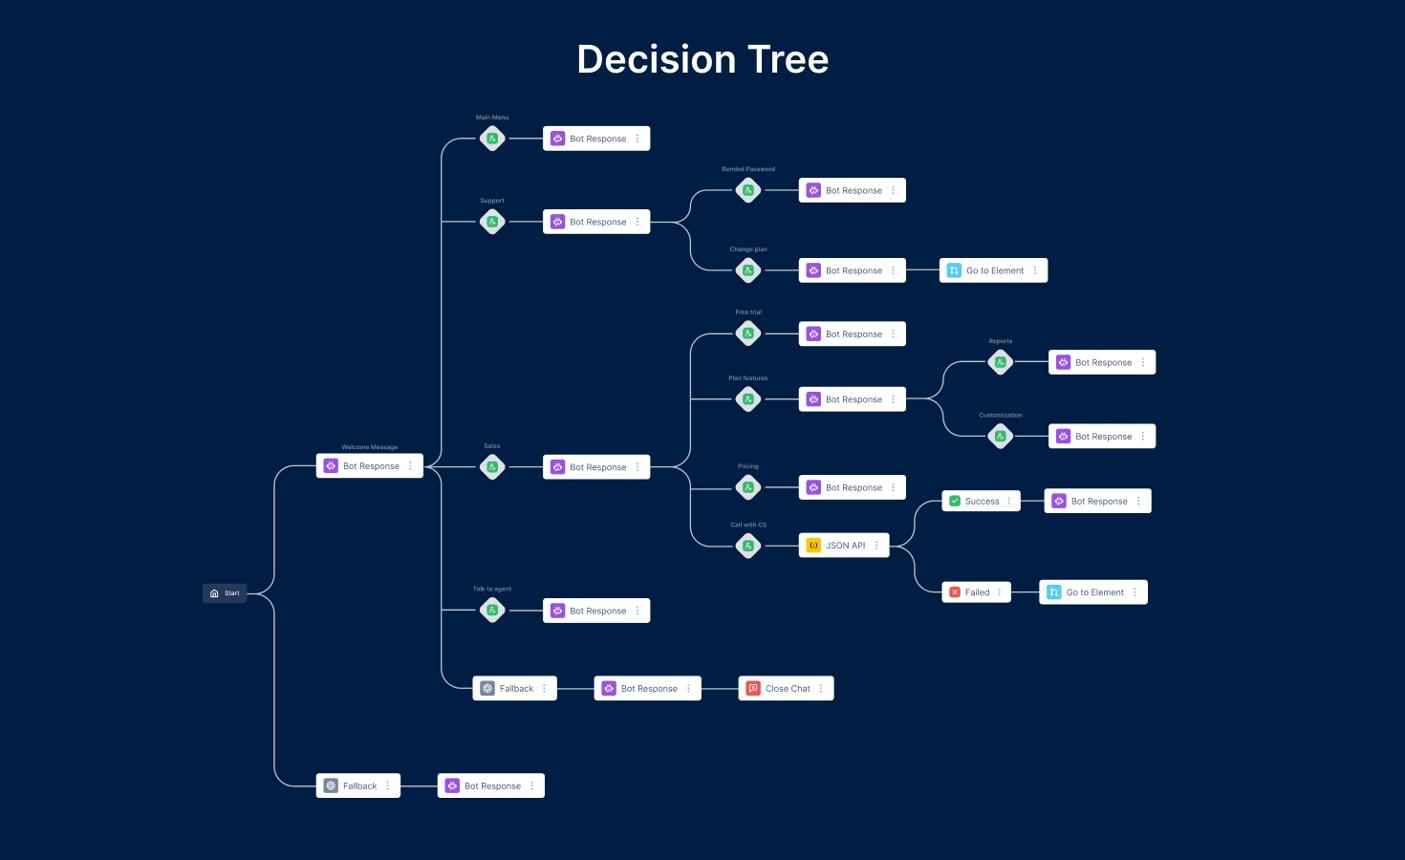 Decision Tree
Main Menu
Bot Response
Remind Password
Bot Response
Support
Bot Response
Change plan
Bot Response
Go to Element
Free trial
Bot Response
Reports
Bot Response
Plan features
Bot Response
Customization
Bot Response
Welcome Message
Bot Response
Sales
Bot Response
Pricing
Bot Response
Success
Bot Response
Call with CS
JSON API
Failed
Go to Element
Start
Talk to agent
Bot Response
Fallback
Bot Response
Close Chat
Fallback
Bot Response